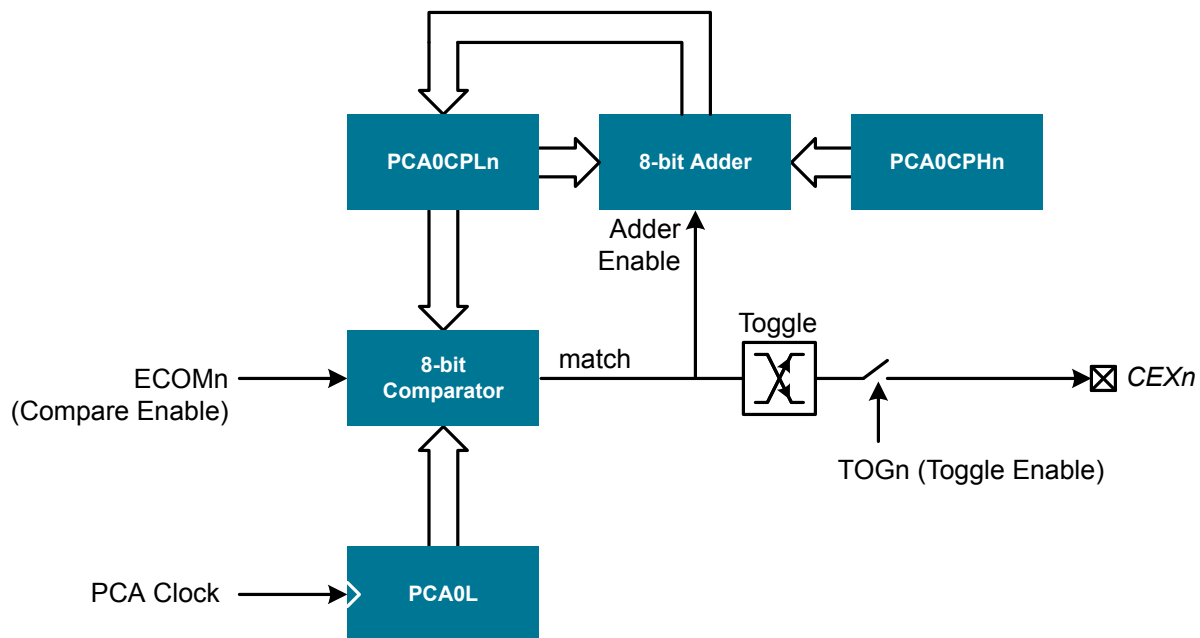 PCA0CPLn
8-bit Adder
PCA0CPHn
Adder
Enable
Toggle
8-bit
Comparator
match
ECOMn
(Compare Enable)
CEXn
TOGn (Toggle Enable)
PCA Clock
PCA0L